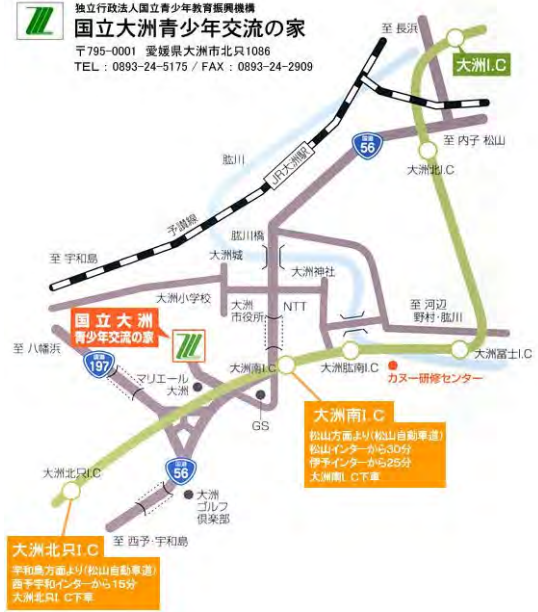 独立行政法人国立青少年教育振興機構
国立大洲青少年交流の家
〒795-0001 愛媛県大洲市北只1086
TEL：0893-24-5175 / FAX：0893-24-2909
至 長浜
大洲I.C
国道
56
至 内子 松山
大洲北I.C
肱川
JR大洲駅
予讃線
肱川橋
至 宇和島
大洲城
大洲神社
大洲小学校
大洲
市役所
NTT
至 河辺
野村・肱川
国立大洲
青少年交流の家
至 八幡浜
国道
197
マリエール
大洲
大洲南I.C
大洲肱南I.C
大洲冨士I.C
カヌー研修センター
GS
大洲南I.C
松山方面より(松山自動車道)
松山インターから30分
伊予インターから25分
大洲南I.C下車
大洲北只I.C
国道
56
大洲
ゴルフ
倶楽部
至 西予・宇和島
大洲北只I.C
宇和島方面より(松山自動車道)
西予宇和インターから15分
大洲北只I.C下車